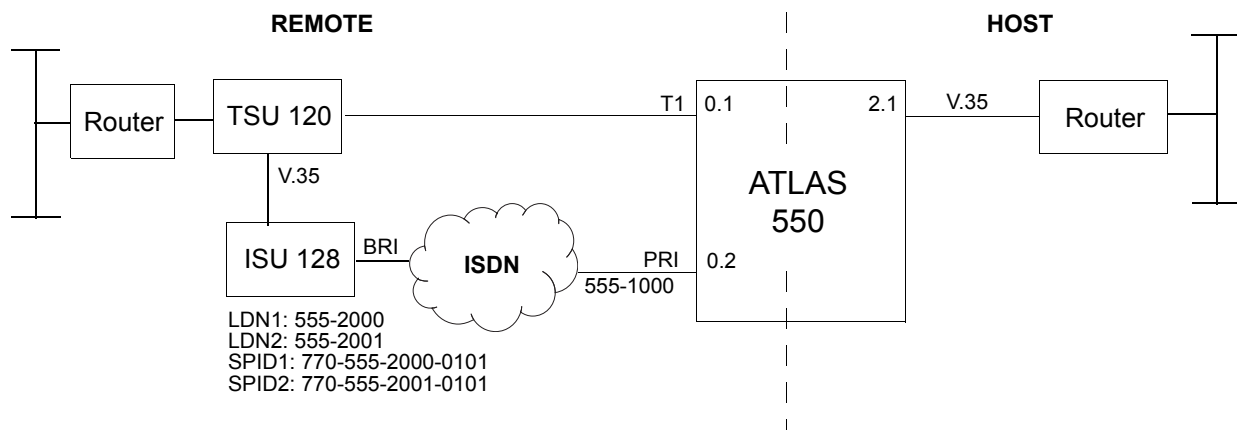 REMOTE
HOST
Router
TSU 120
T1
0.1
2.1
V.35
Router
V.35
ATLAS
550
ISU 128
BRI
ISDN
PRI
0.2
555-1000
LDN1: 555-2000
LDN2: 555-2001
SPID1: 770-555-2000-0101
SPID2: 770-555-2001-0101